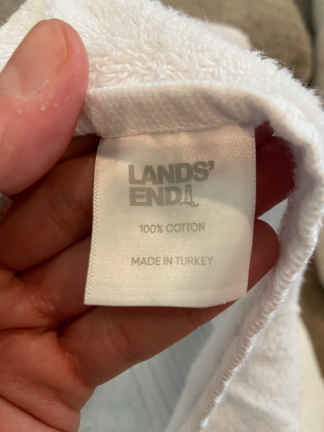 LANDS'
END
100% COTTON
MADE IN TURKEY